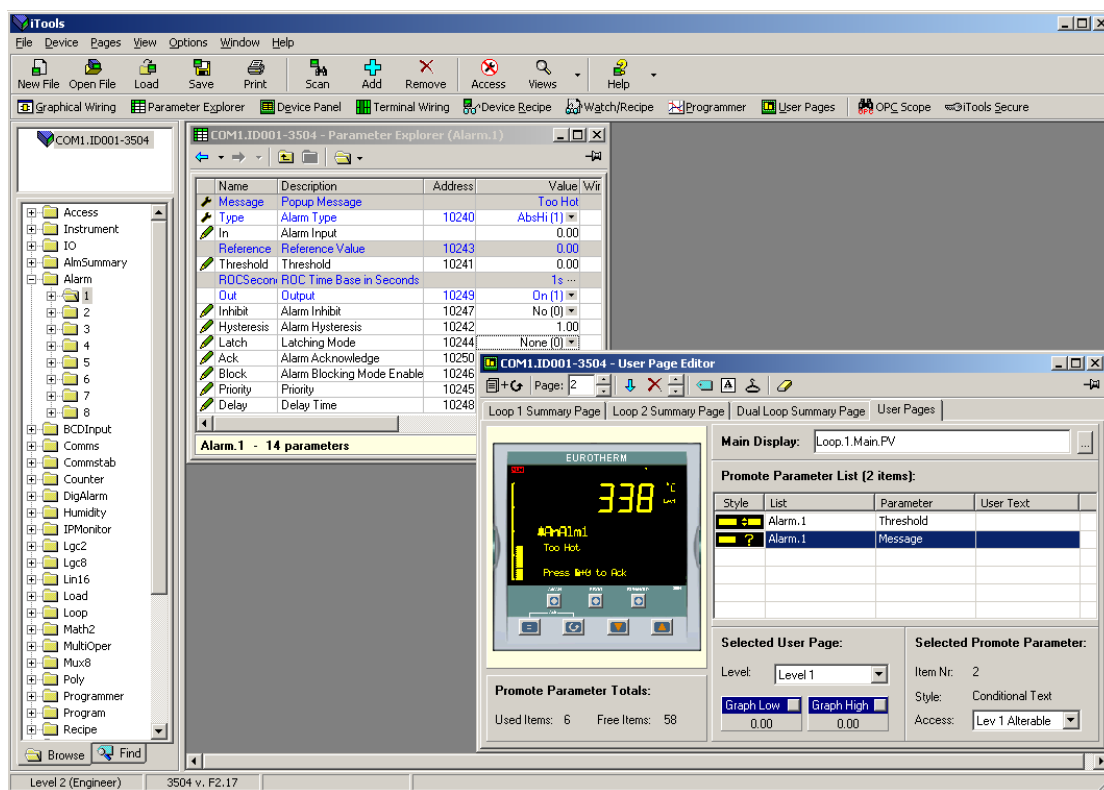 iTools
File Device Pages View Options Window Help
New File Open File Load Save Print Scan Add Remove Access Views Help
Graphical Wiring Parameter Explorer Device Panel Terminal Wiring Device Recipe Watch/Recipe Programmer User Pages OPC Scope iTools Secure
COM1.ID001-3504
Access
Instrument
IO
AlmSummary
Alarm
1
2
3
4
5
6
7
8
BCDInput
Comms
Commstab
Counter
DigAlarm
Humidity
IPMonitor
Lgc2
Lgc8
Lin16
Load
Loop
Math2
MultiOper
Mux8
Poly
Programmer
Program
Recipe
Browse Find
COM1.ID001-3504 - Parameter Explorer (Alarm.1)
Name Description Address Value Wir
Message Popup Message Too Hot
Type Alarm Type 10240 AbsHi (1)
In Alarm Input 0.00
Reference Reference Value 10243 0.00
Threshold Threshold 10241 0.00
ROCSecon ROC Time Base in Seconds 1s ...
Out Output 10249 On (1)
Inhibit Alarm Inhibit 10247 No (0)
Hysteresis Alarm Hysteresis 10242 1.00
Latch Latching Mode 10244 None (0)
Ack Alarm Acknowledge 10250
Block Alarm Blocking Mode Enable 10246
Priority Priority 10245
Delay Delay Time 10248
Alarm.1 - 14 parameters
COM1.ID001-3504 - User Page Editor
Page: 2
Loop 1 Summary Page Loop 2 Summary Page Dual Loop Summary Page User Pages
EUROTHERM
338 °C
AnAlm1
Too Hot
Press to Ack
Main Display: Loop.1.Main.PV ...
Promote Parameter List (2 items):
Style List Parameter User Text
Alarm.1 Threshold
? Alarm.1 Message
Selected User Page:
Level: Level 1
Graph Low Graph High
0.00 0.00
Selected Promote Parameter:
Item Nr: 2
Style: Conditional Text
Access: Lev 1 Alterable
Promote Parameter Totals:
Used Items: 6 Free Items: 58
Level 2 (Engineer) 3504 v. F2.17